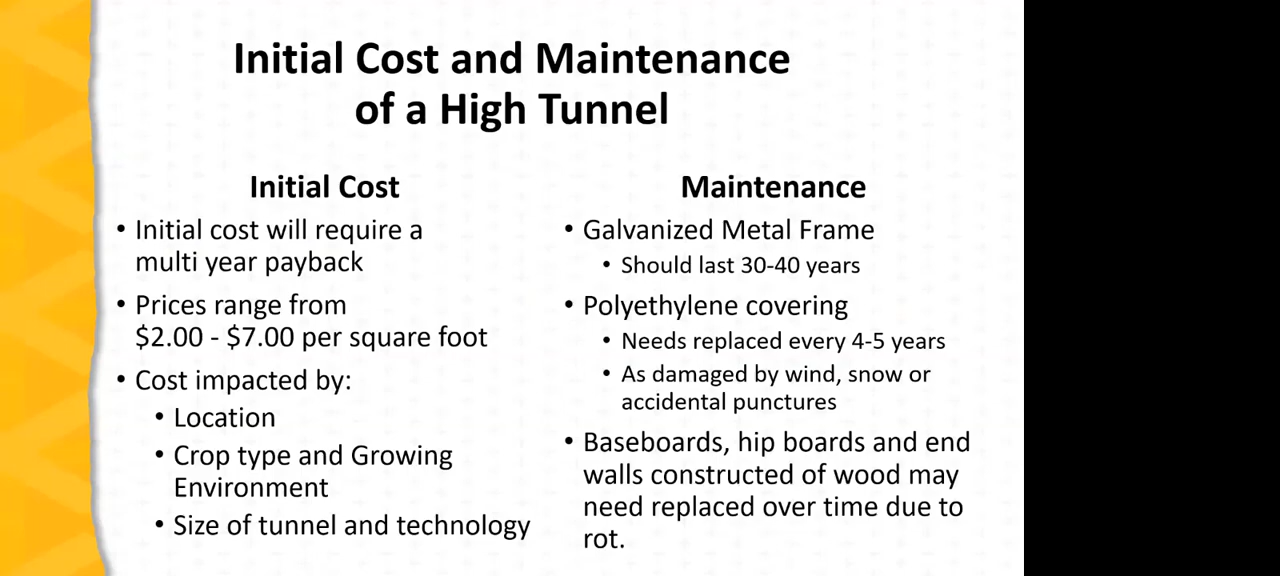 Initial Cost and Maintenance
of a High Tunnel
Initial Cost
• Initial cost will require a
multi year payback
• Prices range from
$2.00 - $7.00 per square foot
• Cost impacted by:
• Location
• Crop type and Growing
Environment
• Size of tunnel and technology
Maintenance
• Galvanized Metal Frame
• Should last 30-40 years
• Polyethylene covering
• Needs replaced every 4-5 years
• As damaged by wind, snow or
accidental punctures
• Baseboards, hip boards and end
walls constructed of wood may
need replaced over time due to
rot.